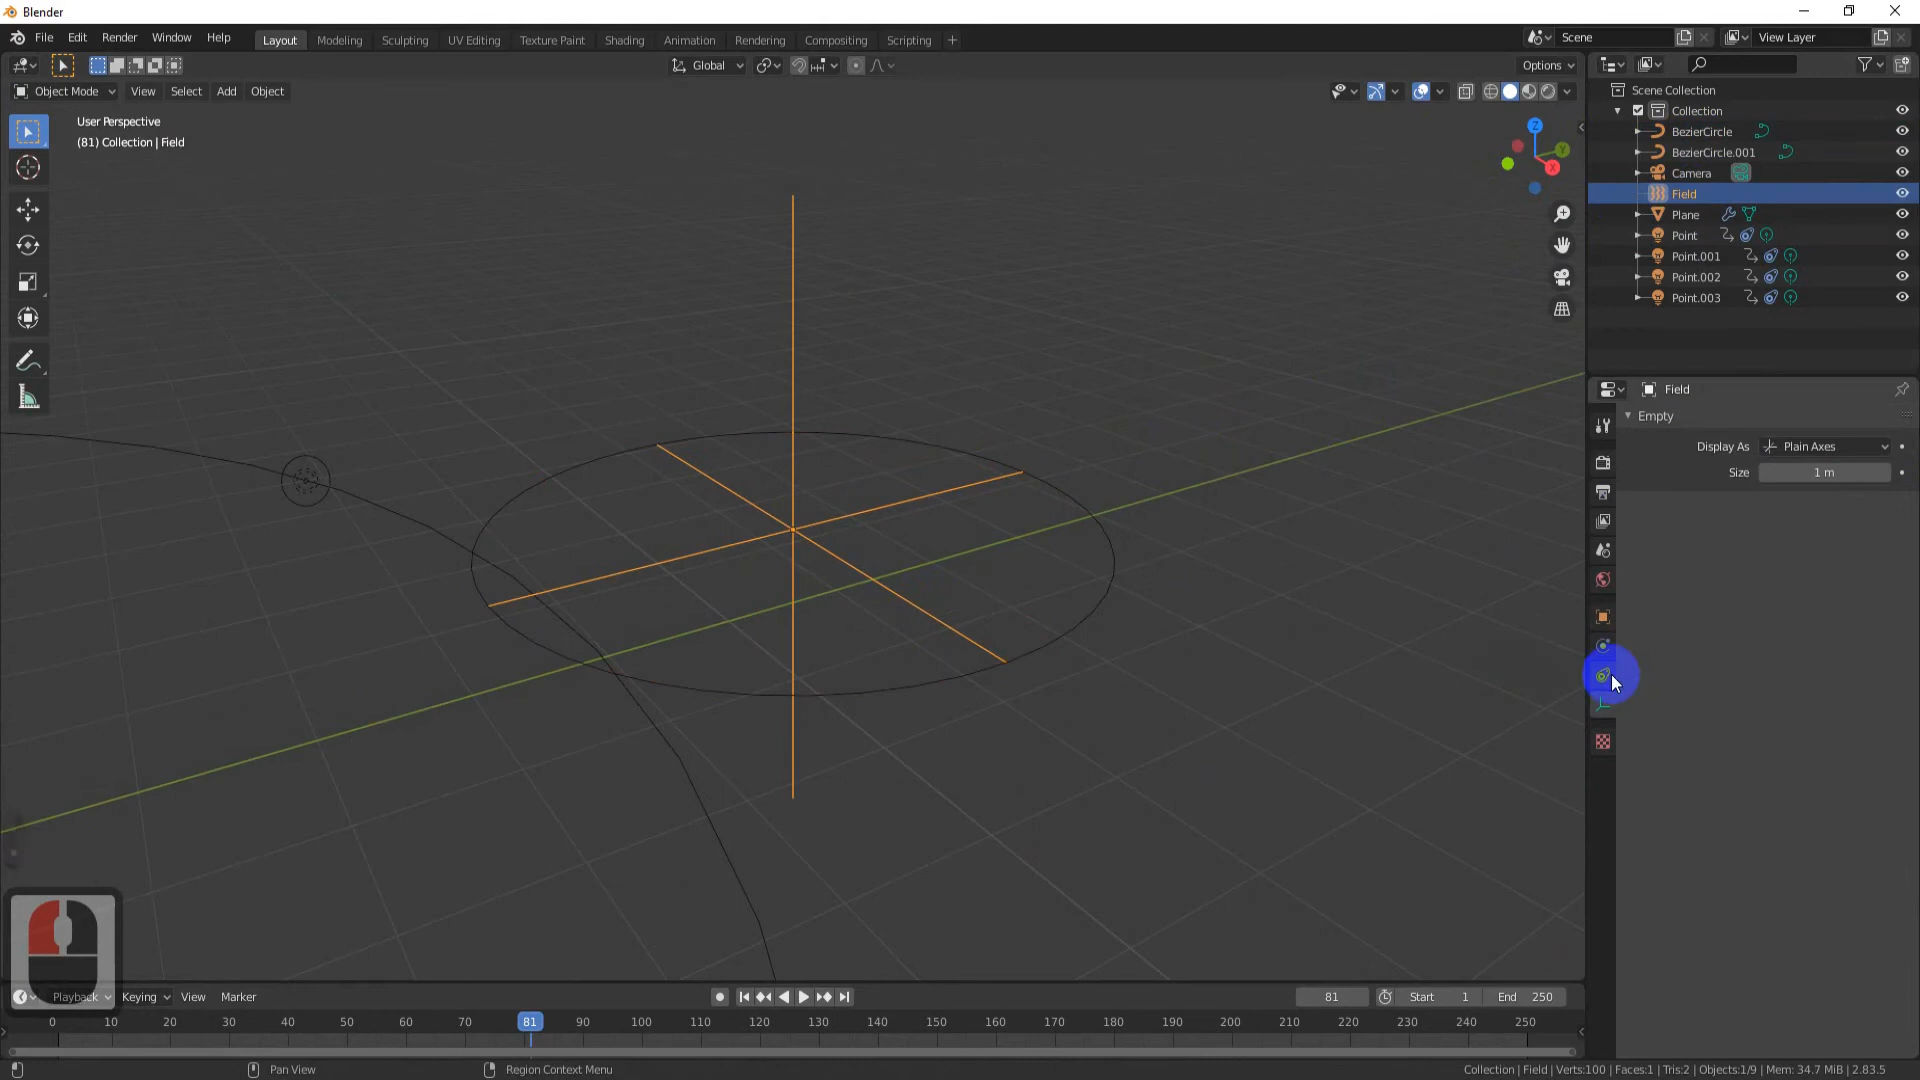 Blender
File Edit Render Window Help
Layout Modeling Sculpting UV Editing Texture Paint Shading Animation Rendering Compositing Scripting +
Scene
View Layer
Global
Options
Object Mode View Select Add Object
User Perspective
(81) Collection | Field
Z
Y
X
Scene Collection
Collection
BezierCircle
BezierCircle.001
Camera
Field
Plane
Point
Point.001
Point.002
Point.003
Field
Empty
Display As Plain Axes
Size 1 m
Playback Keying View Marker
81
Start 1
End 250
0 10 20 30 40 50 60 70 81 90 100 110 120 130 140 150 160 170 180 190 200 210 220 230 240 250
Pan View
Region Context Menu
Collection | Field | Verts:100 | Faces:1 | Tris:2 | Objects:1/9 | Mem: 34.7 MiB | 2.83.5